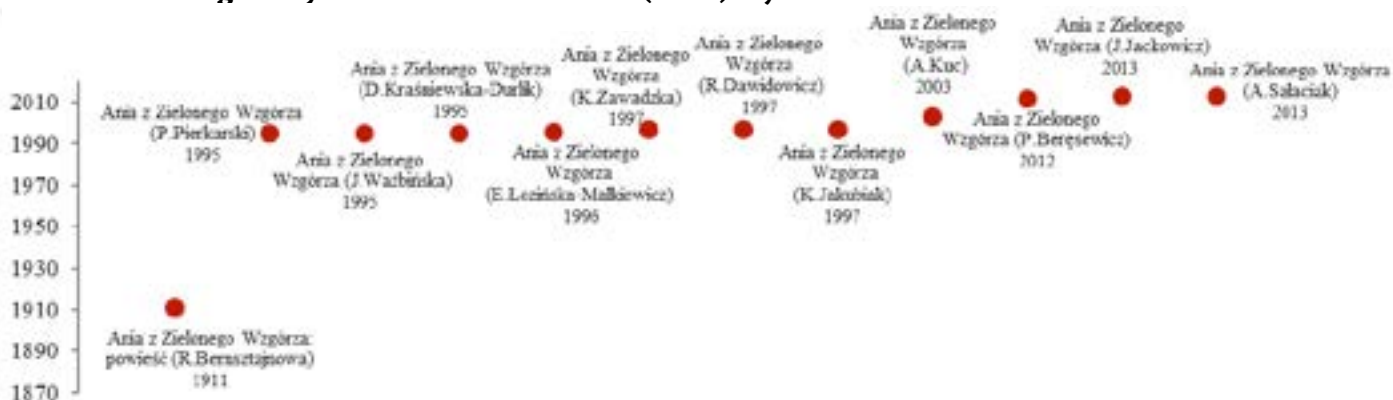 Ania z Zielonego Wzgórza:
powieść (R.Bernsztajnowa)
1911
Ania z Zielonego Wzgórza
(P.Pierkarski)
1995
Ania z Zielonego
Wzgórza (J.Ważbińska)
1995
Ania z Zielonego Wzgórza
(D.Kraśniewska-Durlik)
1995
Ania z Zielonego
Wzgórza
(E.Łozińska-Małkiewicz)
1996
Ania z Zielonego
Wzgórza
(K.Zawadzka)
1997
Ania z Zielonego
Wzgórza
(R.Dawidowicz)
1997
Ania z Zielonego
Wzgórza
(K.Jakubiak)
1997
Ania z Zielonego
Wzgórza
(A.Kuc)
2003
Ania z Zielonego
Wzgórza (P.Beręsewicz)
2012
Ania z Zielonego
Wzgórza (J.Jackowicz)
2013
Ania z Zielonego Wzgórza
(A.Sałaciak)
2013
2010
1990
1970
1950
1930
1910
1890
1870